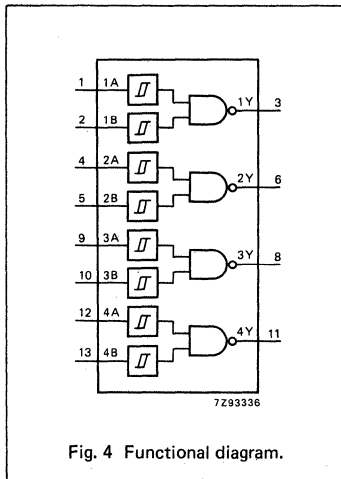 1 1A 1Y 3
2 1B
4 2A 2Y 6
5 2B
9 3A 3Y 8
10 3B
12 4A 4Y 11
13 4B
7Z93336
Fig. 4 Functional diagram.